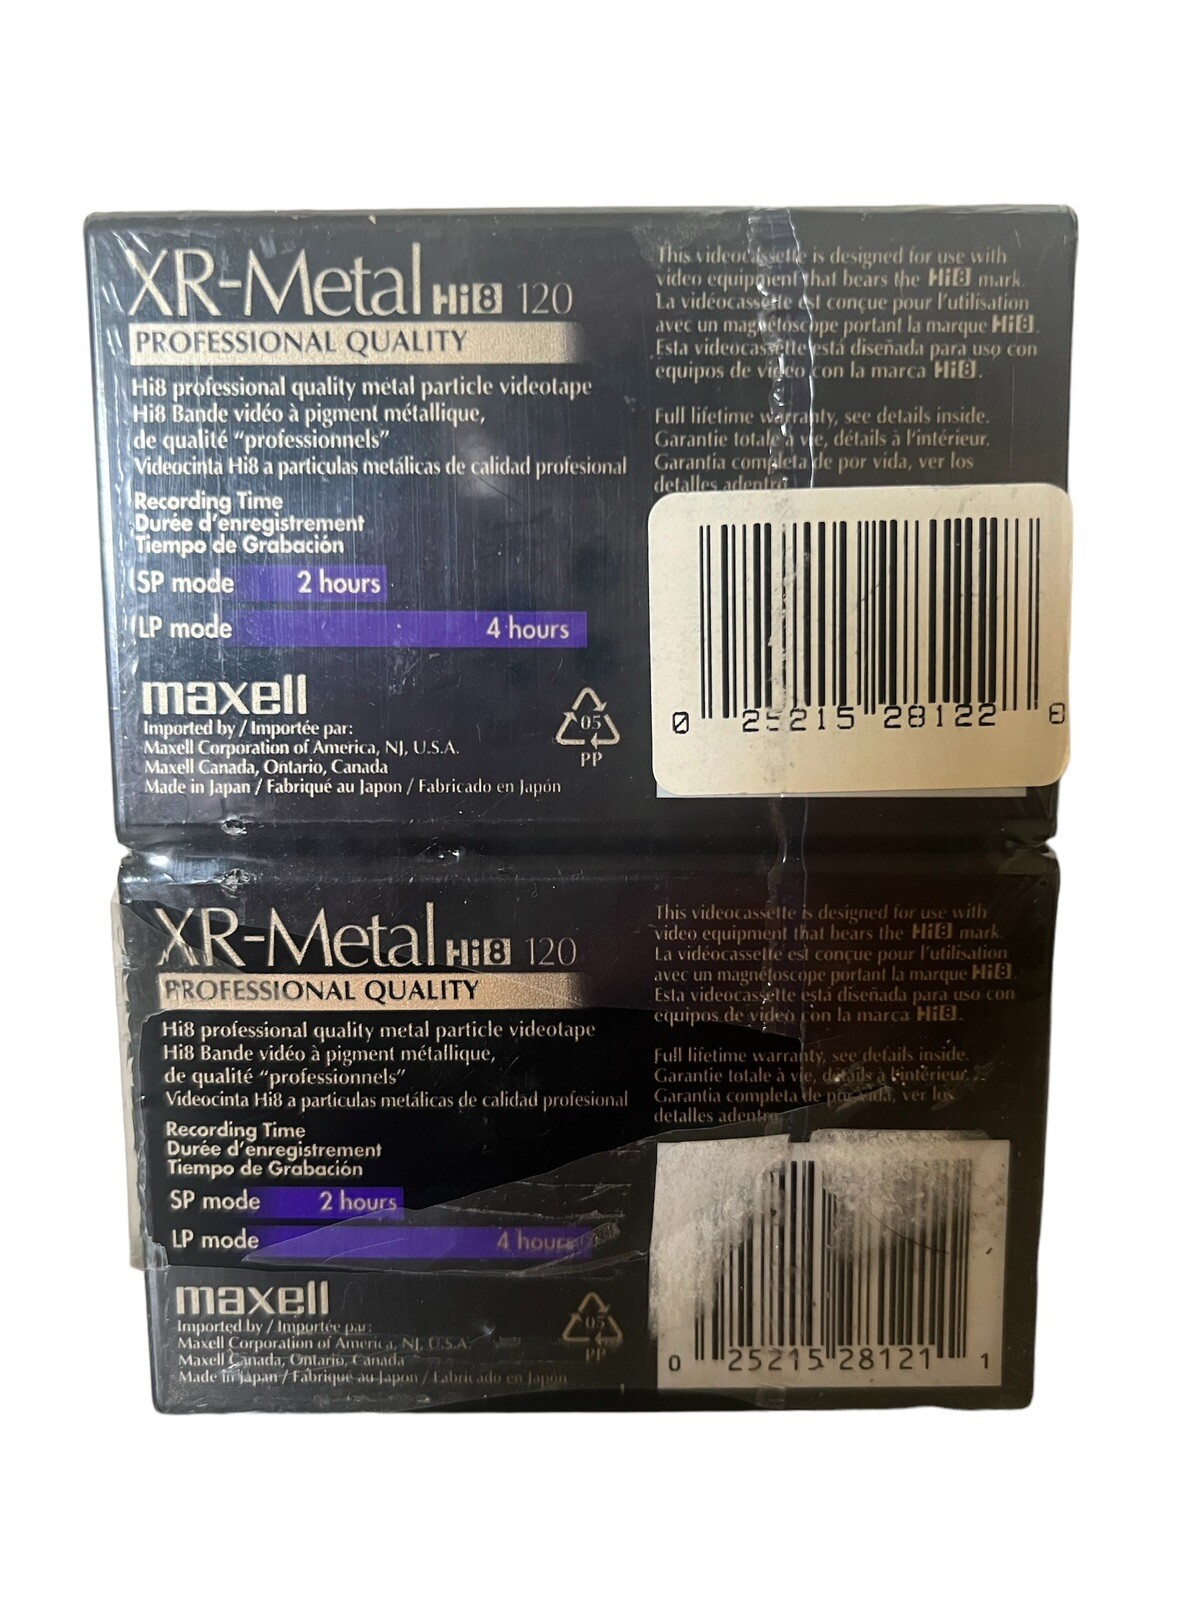 XR-Metal Hi8 120
PROFESSIONAL QUALITY
Hi8 professional quality metal particle videotape
Hi8 Bande vidéo à pigment métallique,
de qualité “professionnels”
Videocinta Hi8 a particulas metálicas de calidad profesional
Recording Time
Durée d’enregistrement
Tiempo de Grabación
SP mode 2 hours
LP mode 4 hours
maxell
Imported by / Importée par:
Maxell Corporation of America, NJ, U.S.A.
Maxell Canada, Ontario, Canada
Made in Japan / Fabriqué au Japon / Fabricado en Japón
05
PP
This videocassette is designed for use with
video equipment that bears the Hi8 mark.
La vidéocassette est conçue pour l’utilisation
avec un magnétoscope portant la marque Hi8.
Esta videocassette está diseñada para uso con
equipos de video con la marca Hi8.
Full lifetime warranty, see details inside.
Garantie totale à vie, détails à l’intérieur.
Garantía completa de por vida, ver los
detalles adentro
0 25215 28122 8
XR-Metal Hi8 120
PROFESSIONAL QUALITY
Hi8 professional quality metal particle videotape
Hi8 Bande vidéo à pigment métallique,
de qualité “professionnels”
Videocinta Hi8 a particulas metálicas de calidad profesional
Recording Time
Durée d’enregistrement
Tiempo de Grabación
SP mode 2 hours
LP mode 4 hours
maxell
Imported by / Importée par:
Maxell Corporation of America, NJ, U.S.A.
Maxell Canada, Ontario, Canada
Made in Japan / Fabriqué au Japon / Fabricado en Japón
05
PP
This videocassette is designed for use with
video equipment that bears the Hi8 mark.
La vidéocassette est conçue pour l’utilisation
avec un magnétoscope portant la marque Hi8.
Esta videocassette está diseñada para uso con
equipos de video con la marca Hi8.
Full lifetime warranty, see details inside.
Garantie totale à vie, détails à l’intérieur.
Garantia completa de por vida, ver los
detalles adentro
0 25215 28121 1